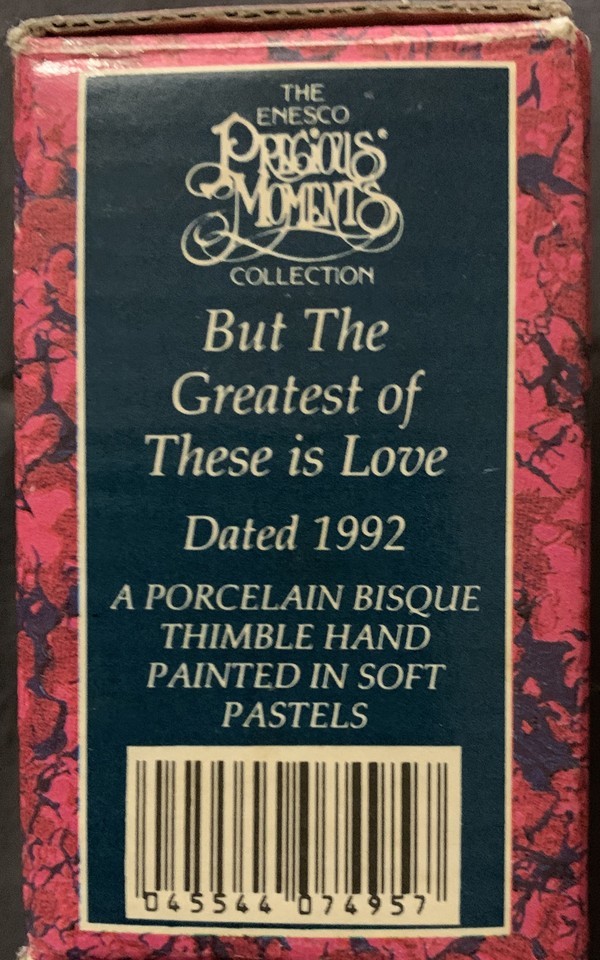 THE
ENESCO
PRECIOUS
MOMENTS
COLLECTION
But The
Greatest of
These is Love
Dated 1992
A PORCELAIN BISQUE
THIMBLE HAND
PAINTED IN SOFT
PASTELS
045544 074957